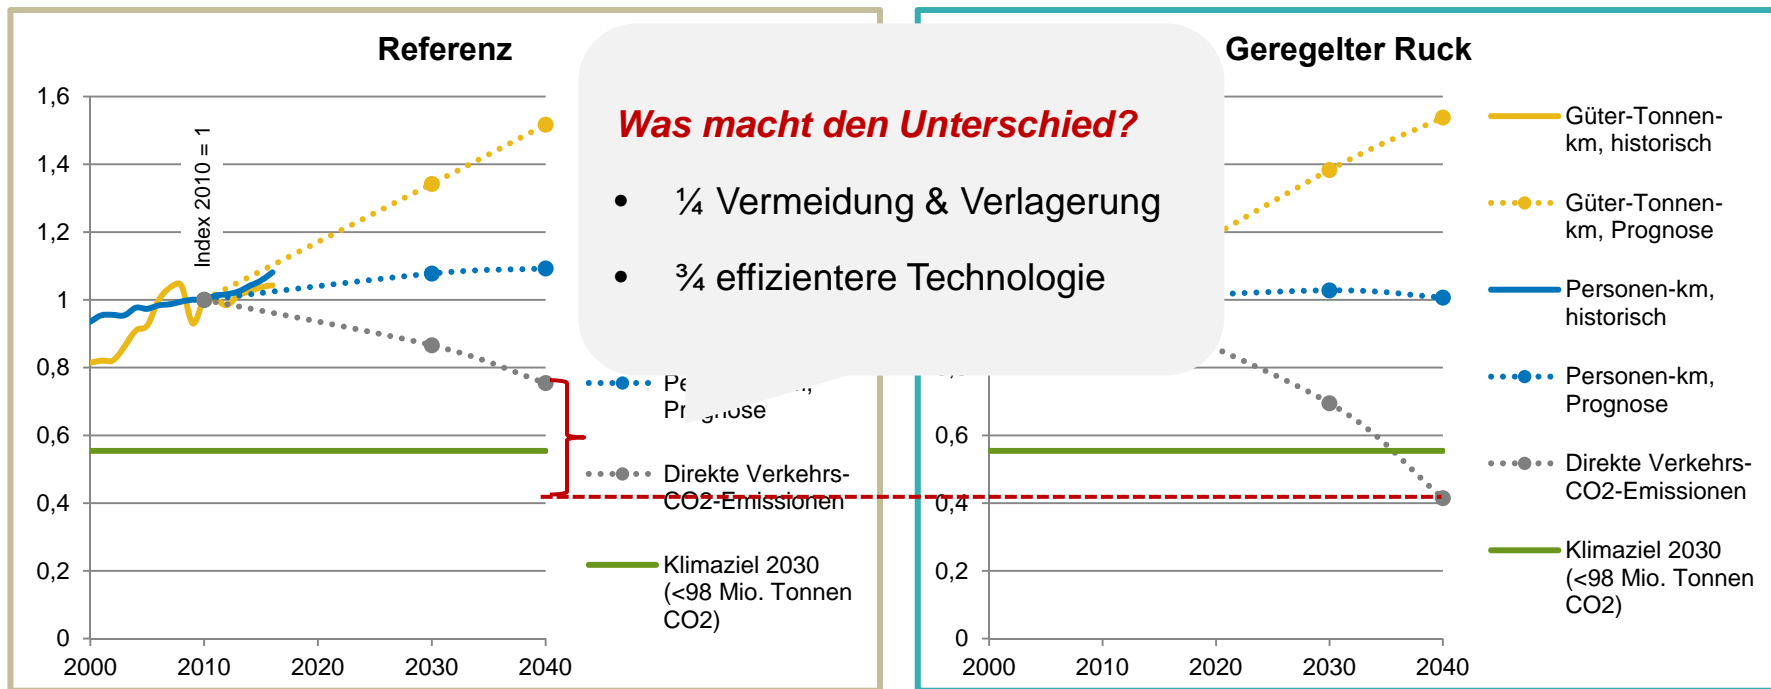 Referenz
1,6
1,4
1,2
1
0,8
0,6
0,4
0,2
0
2000 2010 2020 2030 2040
Index 2010 = 1
Prognose
Direkte Verkehrs-
CO2-Emissionen
Klimaziel 2030
(<98 Mio. Tonnen
CO2)
Was macht den Unterschied?
• ¼ Vermeidung & Verlagerung
• ¾ effizientere Technologie
Geregelter Ruck
0,6
0,4
0,2
0
2000 2010 2020 2030 2040
Güter-Tonnen-
km, historisch
Güter-Tonnen-
km, Prognose
Personen-km,
historisch
Personen-km,
Prognose
Direkte Verkehrs-
CO2-Emissionen
Klimaziel 2030
(<98 Mio. Tonnen
CO2)